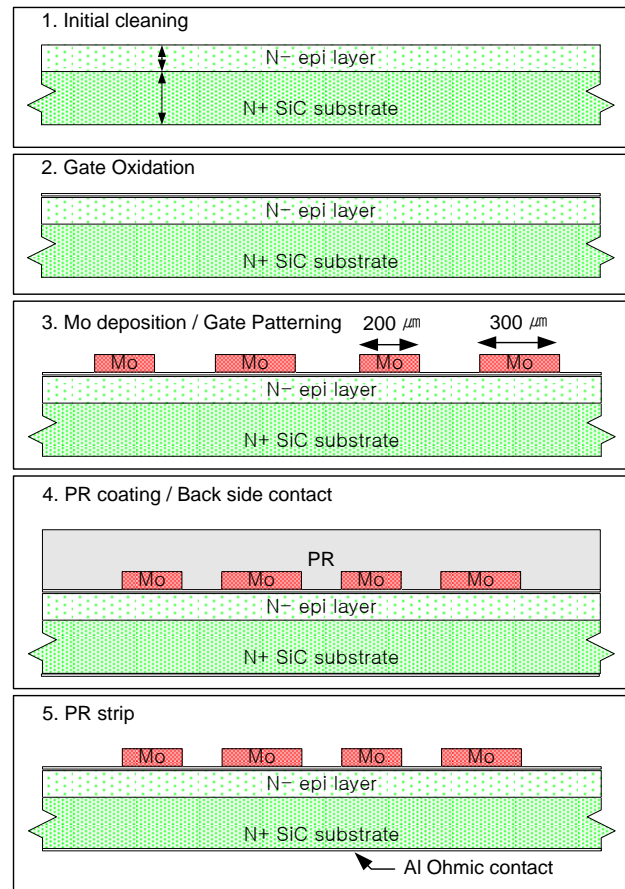 1. Initial cleaning
N- epi layer
N+ SiC substrate
2. Gate Oxidation
N- epi layer
N+ SiC substrate
3. Mo deposition / Gate Patterning
200 ㎛
300 ㎛
Mo Mo Mo Mo
N- epi layer
N+ SiC substrate
4. PR coating / Back side contact
PR
Mo Mo Mo Mo
N- epi layer
N+ SiC substrate
5. PR strip
Mo Mo Mo Mo
N- epi layer
N+ SiC substrate
Al Ohmic contact